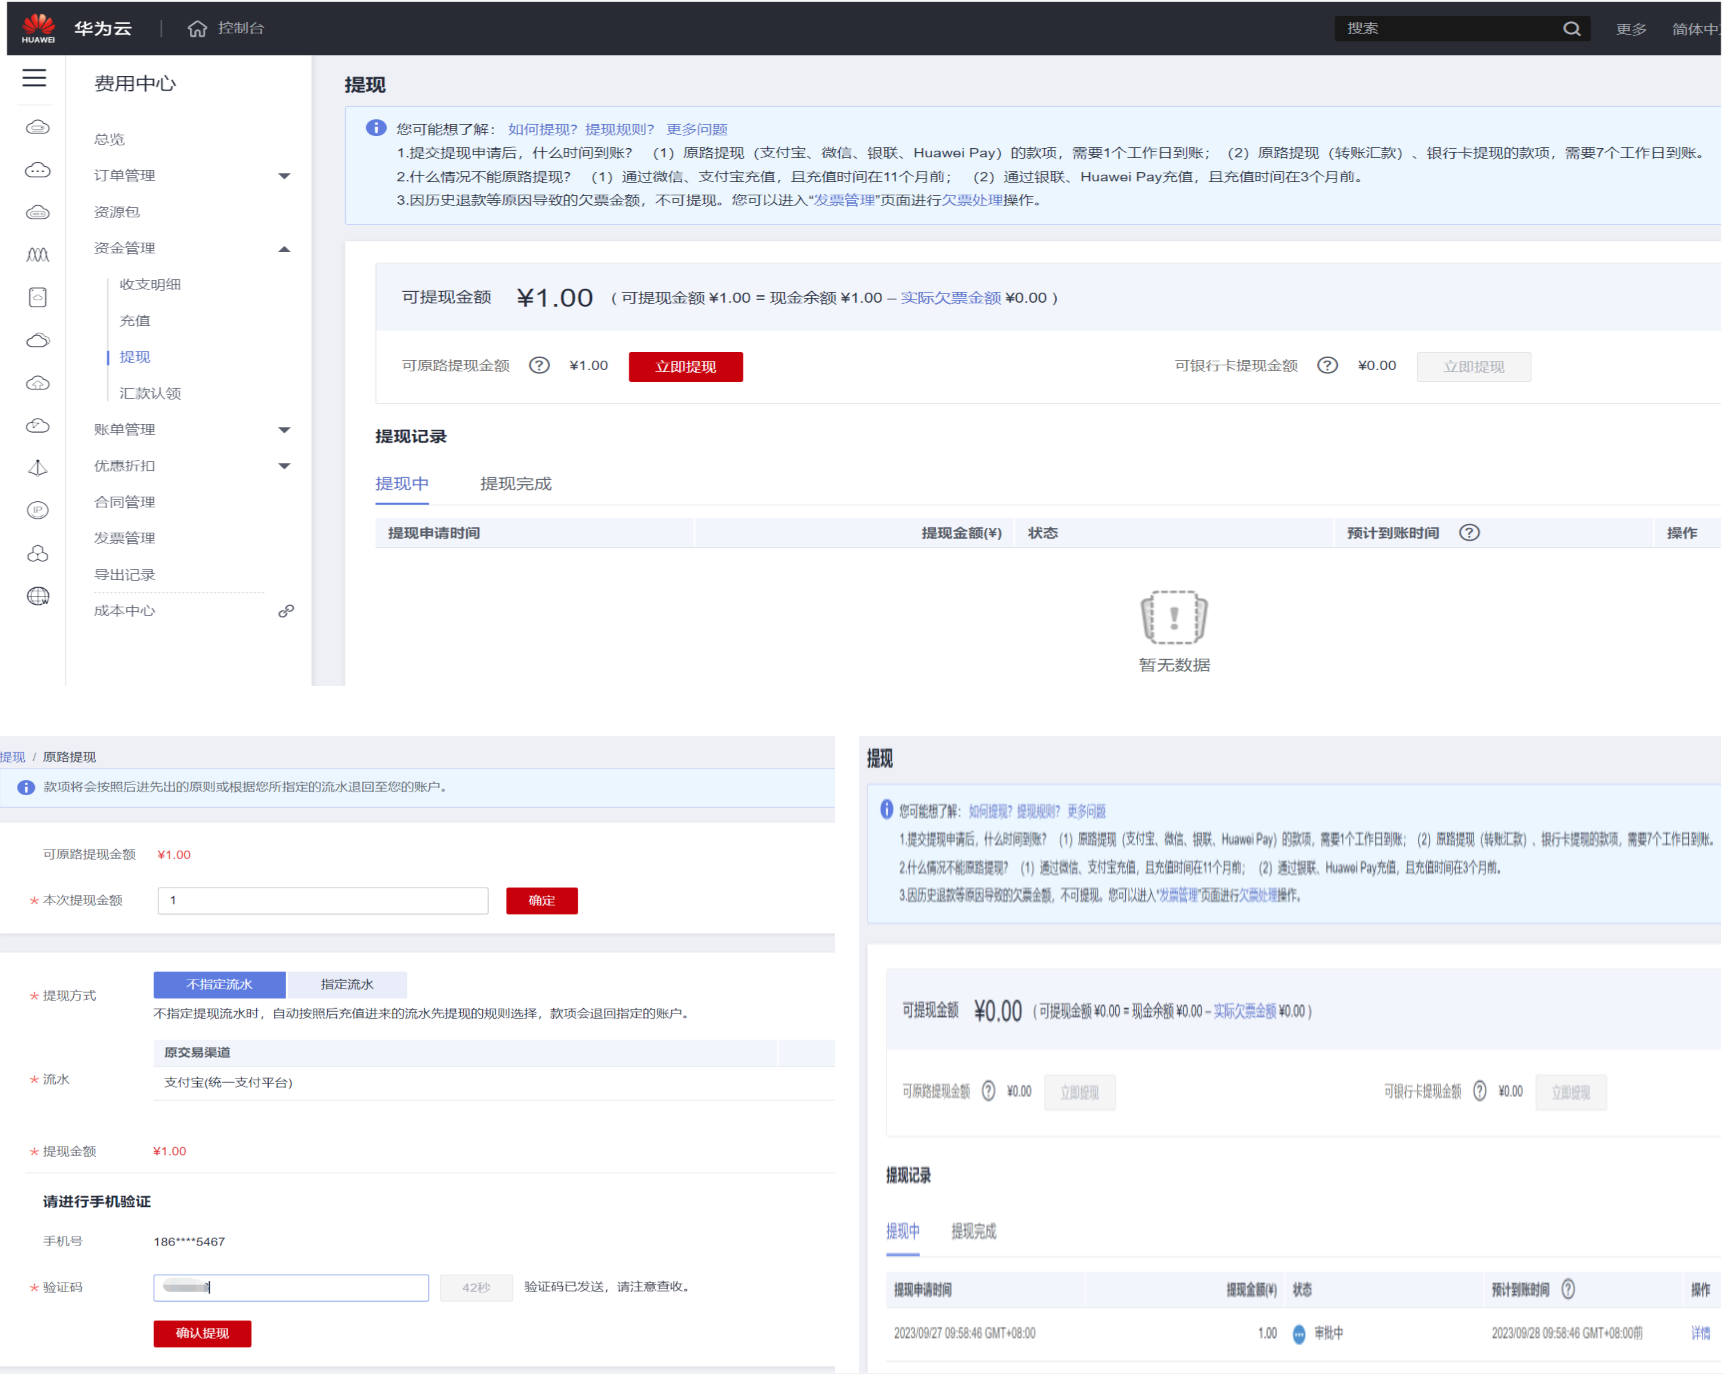 HUAWEI
华为云
控制台
搜索
更多
简体中
费用中心
总览
订单管理
资源包
资金管理
收支明细
充值
提现
汇款认领
账单管理
优惠折扣
合同管理
发票管理
导出记录
成本中心
提现
您可能想了解： 如何提现？ 提现规则？ 更多问题
1.提交提现申请后，什么时间到账？ （1）原路提现（支付宝、微信、银联、Huawei Pay）的款项，需要1个工作日到账； （2）原路提现（转账汇款）、银行卡提现的款项，需要7个工作日到账。
2.什么情况不能原路提现？ （1）通过微信、支付宝充值，且充值时间在11个月前； （2）通过银联、Huawei Pay充值，且充值时间在3个月前。
3.因历史退款等原因导致的欠票金额，不可提现。您可以进入“发票管理”页面进行欠票处理操作。
可提现金额 ¥1.00 （可提现金额 ¥1.00 = 现金余额 ¥1.00 – 实际欠票金额 ¥0.00 ）
可原路提现金额 ? ¥1.00 立即提现 可银行卡提现金额 ? ¥0.00 立即提现
提现记录
提现中 提现完成
提现申请时间 提现金额(¥) 状态 预计到账时间 ? 操作
暂无数据
提现 / 原路提现
款项将会按照后进先出的原则或根据您所指定的流水退回至您的账户。
可原路提现金额 ¥1.00
* 本次提现金额 1 确定
* 提现方式 不指定流水 指定流水
不指定提现流水时，自动按照后充值进来的流水先提现的规则选择，款项会退回指定的账户。
原交易渠道
* 流水 支付宝(统一支付平台)
* 提现金额 ¥1.00
请进行手机验证
手机号 186****5467
* 验证码 42秒 验证码已发送，请注意查收。
确认提现
提现
您可能想了解： 如何提现？ 提现规则？ 更多问题
1.提交提现申请后，什么时间到账？ （1）原路提现（支付宝、微信、银联、Huawei Pay）的款项，需要1个工作日到账； （2）原路提现（转账汇款）、银行卡提现的款项，需要7个工作日到账。
2.什么情况不能原路提现？ （1）通过微信、支付宝充值，且充值时间在11个月前； （2）通过银联、Huawei Pay充值，且充值时间在3个月前。
3.因历史退款等原因导致的欠票金额，不可提现。您可以进入“发票管理”页面进行欠票处理操作。
可提现金额 ¥0.00 （可提现金额 ¥0.00 = 现金余额 ¥0.00 – 实际欠票金额 ¥0.00 ）
可原路提现金额 ? ¥0.00 立即提现 可银行卡提现金额 ? ¥0.00 立即提现
提现记录
提现中 提现完成
提现申请时间 提现金额(¥) 状态 预计到账时间 ? 操作
2023/09/27 09:58:46 GMT+08:00 1.00 审批中 2023/09/28 09:58:46 GMT+08:00前 详情